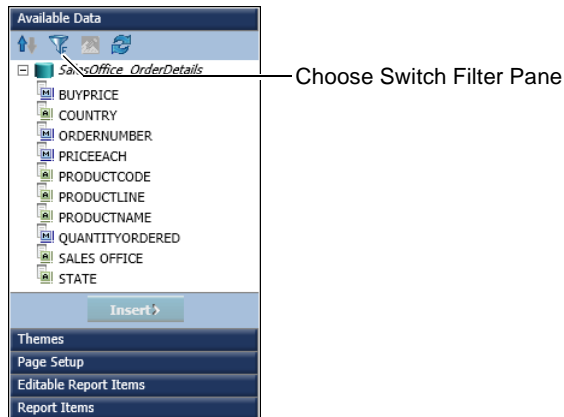 Available Data
SalesOffice_OrderDetails
Choose Switch Filter Pane
BUYPRICE
COUNTRY
ORDERNUMBER
PRICEEACH
PRODUCTCODE
PRODUCTLINE
PRODUCTNAME
QUANTITYORDERED
SALES OFFICE
STATE
Insert
Themes
Page Setup
Editable Report Items
Report Items